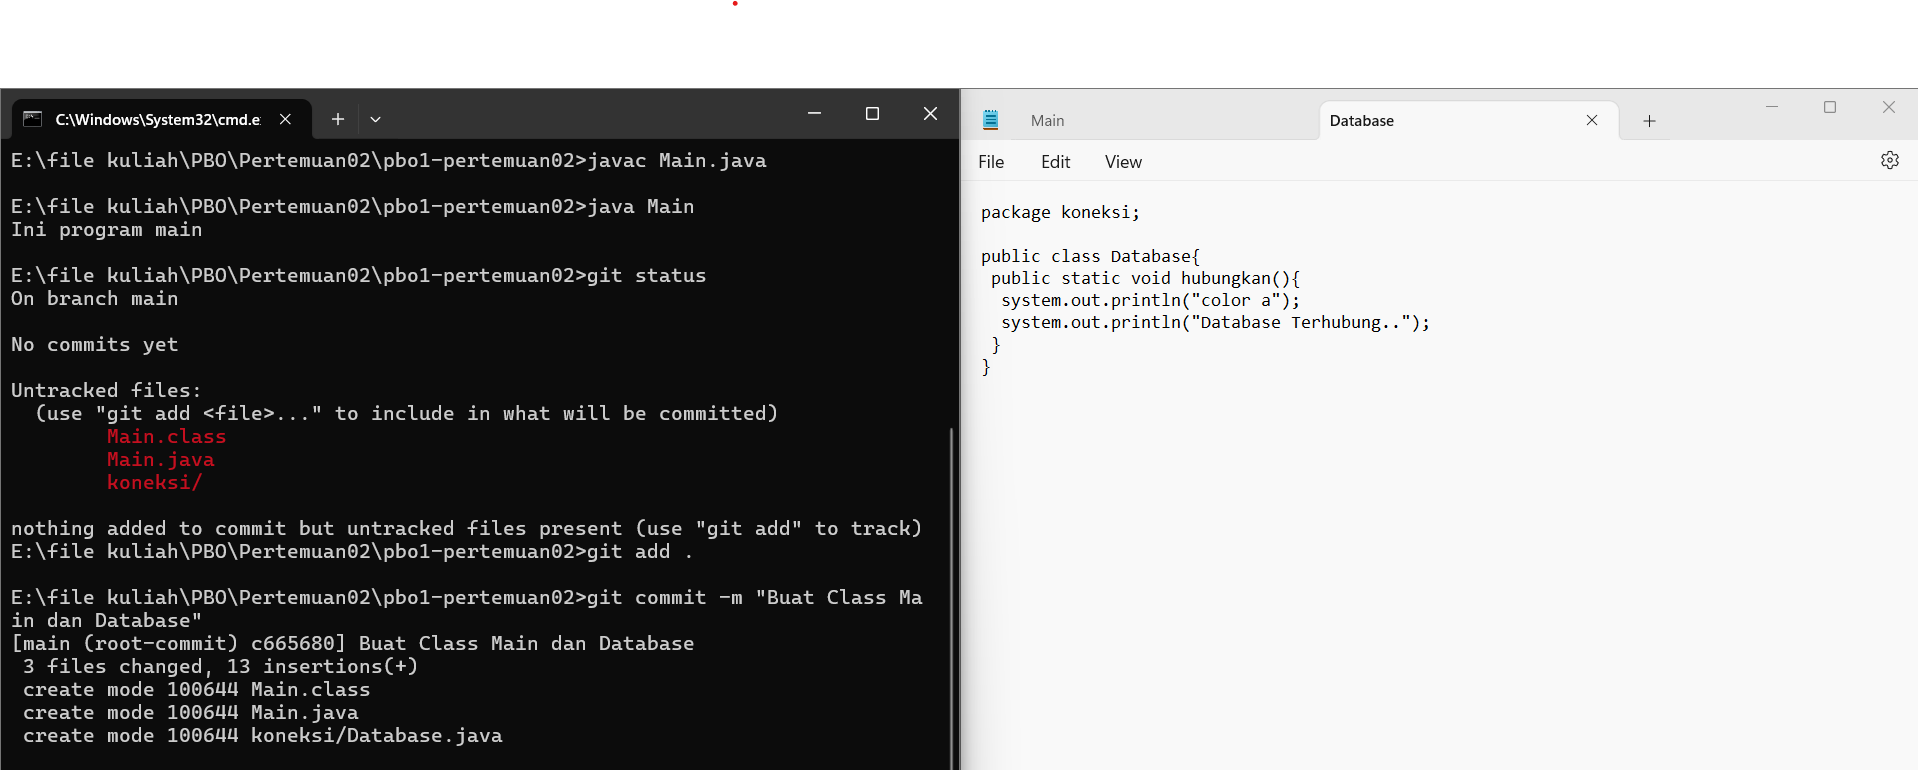 C:\Windows\System32\cmd.e
E:\file kuliah\PBO\Pertemuan02\pbo1-pertemuan02>javac Main.java
E:\file kuliah\PBO\Pertemuan02\pbo1-pertemuan02>java Main
Ini program main
E:\file kuliah\PBO\Pertemuan02\pbo1-pertemuan02>git status
On branch main
No commits yet
Untracked files:
  (use "git add <file>..." to include in what will be committed)
        Main.class
        Main.java
        koneksi/
nothing added to commit but untracked files present (use "git add" to track)
E:\file kuliah\PBO\Pertemuan02\pbo1-pertemuan02>git add .
E:\file kuliah\PBO\Pertemuan02\pbo1-pertemuan02>git commit -m "Buat Class Ma
in dan Database"
[main (root-commit) c665680] Buat Class Main dan Database
 3 files changed, 13 insertions(+)
 create mode 100644 Main.class
 create mode 100644 Main.java
 create mode 100644 koneksi/Database.java
Main
Database
File Edit View
package koneksi;
public class Database{
 public static void hubungkan(){
  system.out.println("color a");
  system.out.println("Database Terhubung..");
 }
}